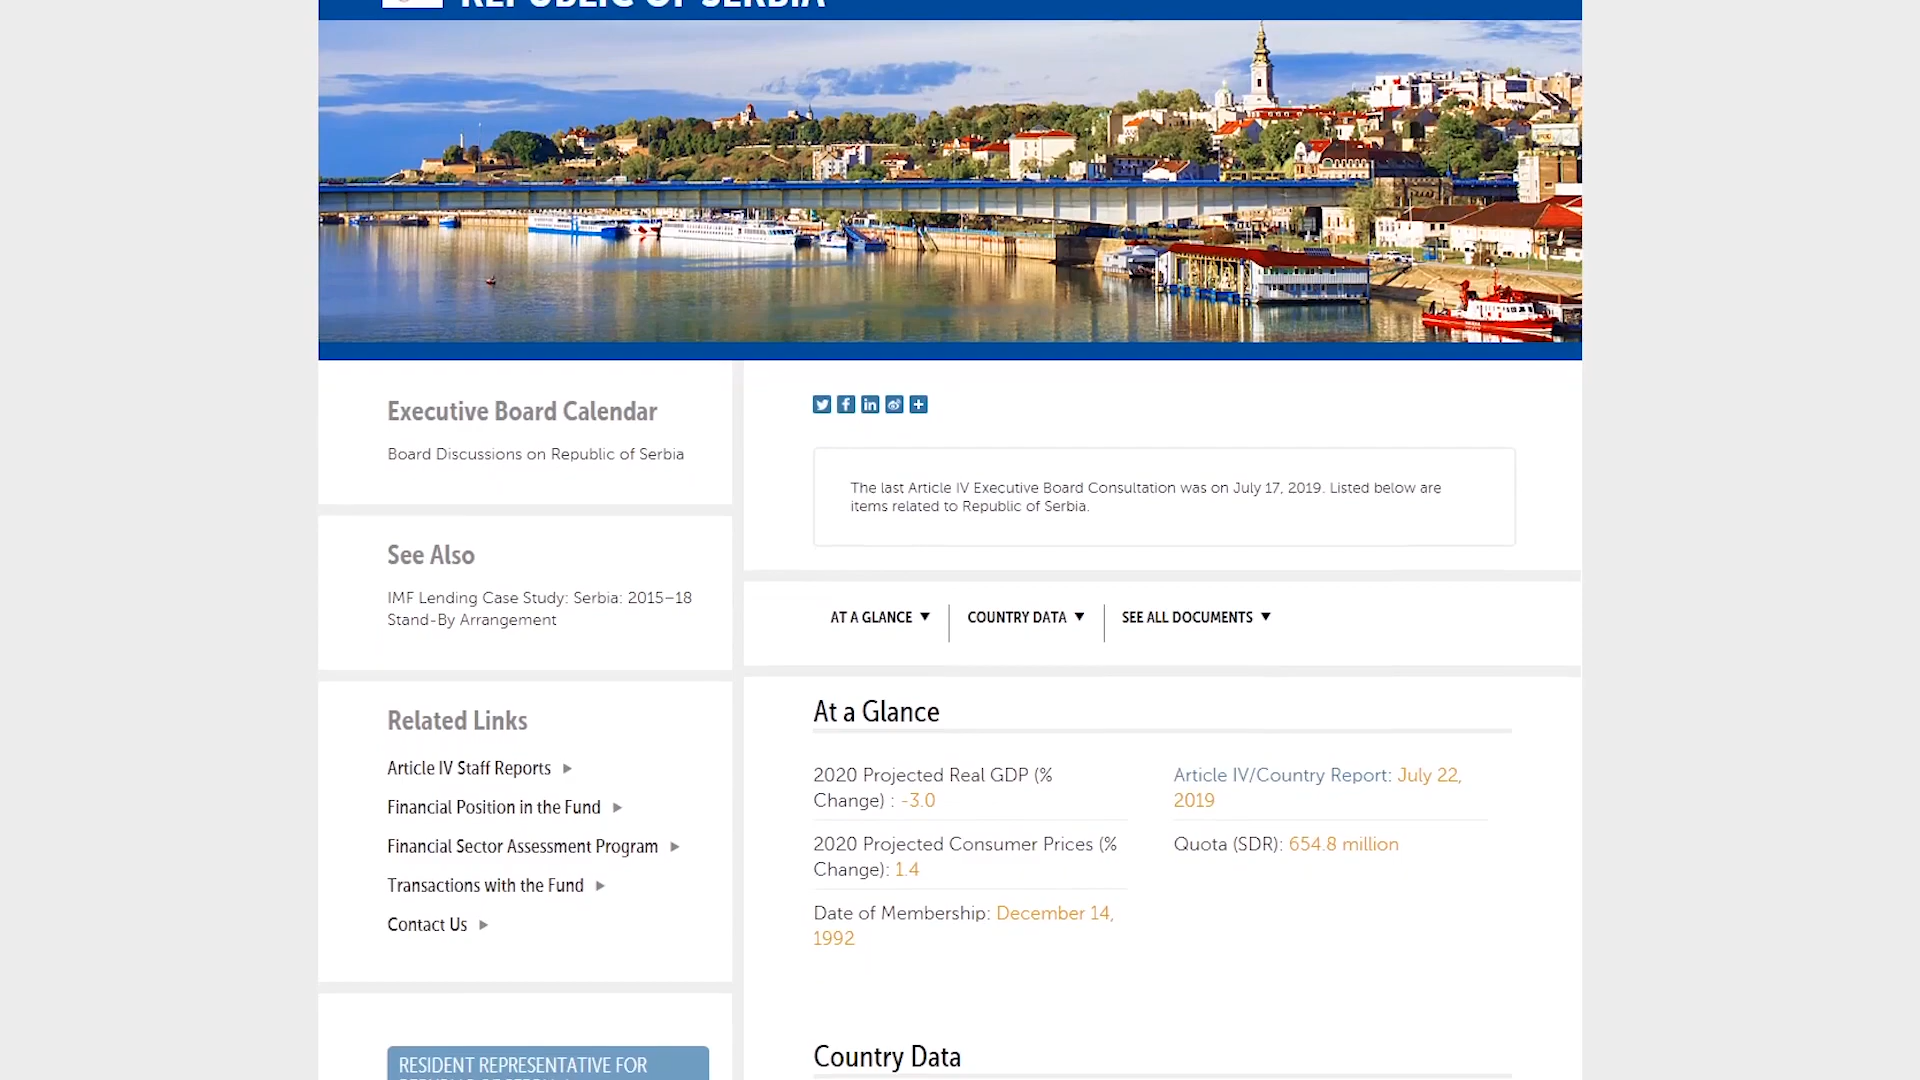 REPUBLIC OF SERBIA
Executive Board Calendar
Board Discussions on Republic of Serbia
See Also
IMF Lending Case Study: Serbia: 2015–18
Stand-By Arrangement
Related Links
Article IV Staff Reports
Financial Position in the Fund
Financial Sector Assessment Program
Transactions with the Fund
Contact Us
RESIDENT REPRESENTATIVE FOR
The last Article IV Executive Board Consultation was on July 17, 2019. Listed below are
items related to Republic of Serbia.
AT A GLANCE ▼ COUNTRY DATA ▼ SEE ALL DOCUMENTS ▼
At a Glance
2020 Projected Real GDP (%
Change) : -3.0
2020 Projected Consumer Prices (%
Change): 1.4
Date of Membership: December 14,
1992
Article IV/Country Report: July 22,
2019
Quota (SDR): 654.8 million
Country Data